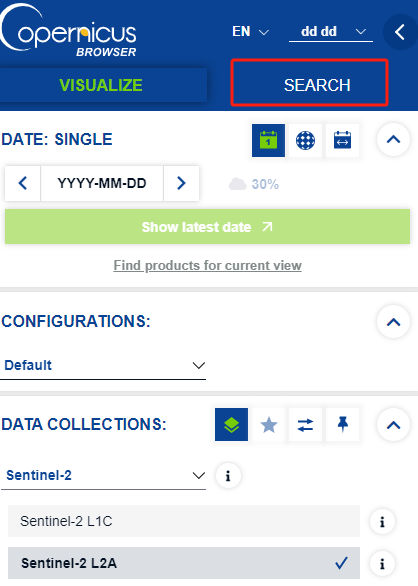 Copernicus
BROWSER
EN
dd dd
VISUALIZE
SEARCH
DATE: SINGLE
1
YYYY-MM-DD
30%
Show latest date
Find products for current view
CONFIGURATIONS:
Default
DATA COLLECTIONS:
Sentinel-2
Sentinel-2 L1C
Sentinel-2 L2A